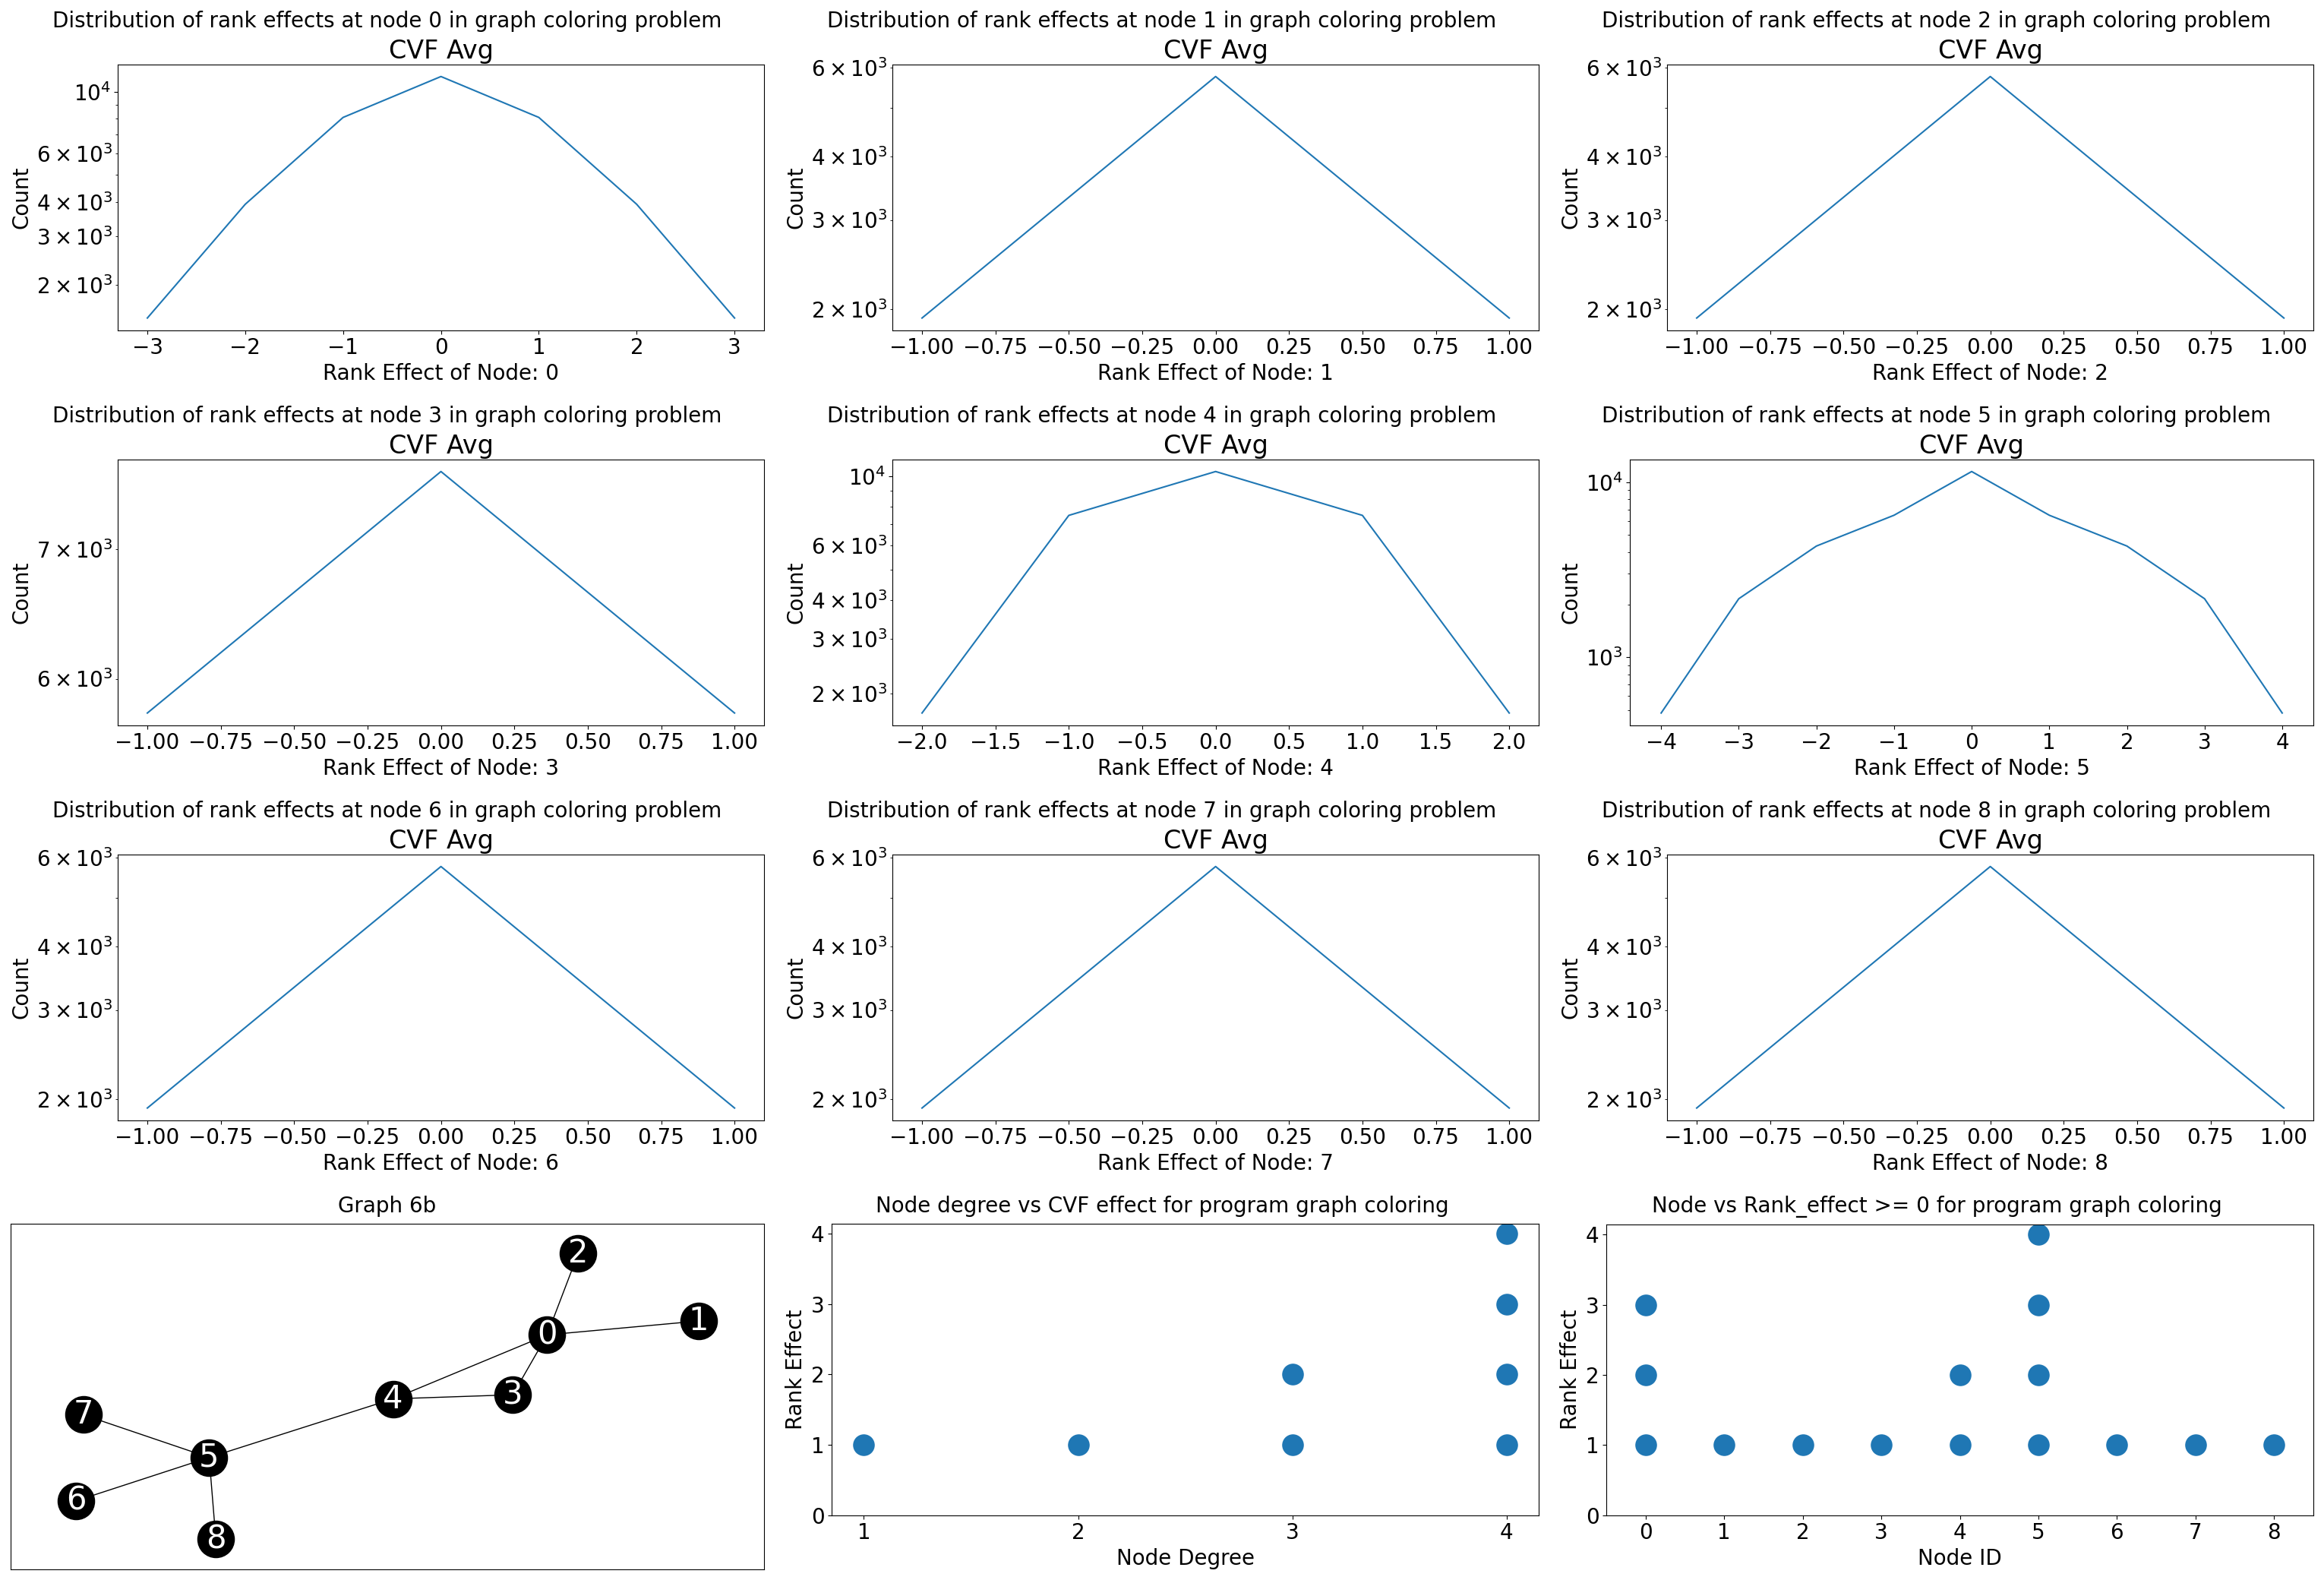 Distribution of rank effects at node 0 in graph coloring problem
CVF Avg
Count
10⁴
6 × 10³
4 × 10³
3 × 10³
2 × 10³
−3 −2 −1 0 1 2 3
Rank Effect of Node: 0
Distribution of rank effects at node 1 in graph coloring problem
CVF Avg
Count
6 × 10³
4 × 10³
3 × 10³
2 × 10³
−1.00 −0.75 −0.50 −0.25 0.00 0.25 0.50 0.75 1.00
Rank Effect of Node: 1
Distribution of rank effects at node 2 in graph coloring problem
CVF Avg
Count
6 × 10³
4 × 10³
3 × 10³
2 × 10³
−1.00 −0.75 −0.50 −0.25 0.00 0.25 0.50 0.75 1.00
Rank Effect of Node: 2
Distribution of rank effects at node 3 in graph coloring problem
CVF Avg
Count
7 × 10³
6 × 10³
−1.00 −0.75 −0.50 −0.25 0.00 0.25 0.50 0.75 1.00
Rank Effect of Node: 3
Distribution of rank effects at node 4 in graph coloring problem
CVF Avg
Count
10⁴
6 × 10³
4 × 10³
3 × 10³
2 × 10³
−2.0 −1.5 −1.0 −0.5 0.0 0.5 1.0 1.5 2.0
Rank Effect of Node: 4
Distribution of rank effects at node 5 in graph coloring problem
CVF Avg
Count
10⁴
10³
−4 −3 −2 −1 0 1 2 3 4
Rank Effect of Node: 5
Distribution of rank effects at node 6 in graph coloring problem
CVF Avg
Count
6 × 10³
4 × 10³
3 × 10³
2 × 10³
−1.00 −0.75 −0.50 −0.25 0.00 0.25 0.50 0.75 1.00
Rank Effect of Node: 6
Distribution of rank effects at node 7 in graph coloring problem
CVF Avg
Count
6 × 10³
4 × 10³
3 × 10³
2 × 10³
−1.00 −0.75 −0.50 −0.25 0.00 0.25 0.50 0.75 1.00
Rank Effect of Node: 7
Distribution of rank effects at node 8 in graph coloring problem
CVF Avg
Count
6 × 10³
4 × 10³
3 × 10³
2 × 10³
−1.00 −0.75 −0.50 −0.25 0.00 0.25 0.50 0.75 1.00
Rank Effect of Node: 8
Graph 6b
2
1
0
3
4
7
5
6
8
Node degree vs CVF effect for program graph coloring
Rank Effect
4
3
2
1
0
1 2 3 4
Node Degree
Node vs Rank_effect >= 0 for program graph coloring
Rank Effect
4
3
2
1
0
0 1 2 3 4 5 6 7 8
Node ID